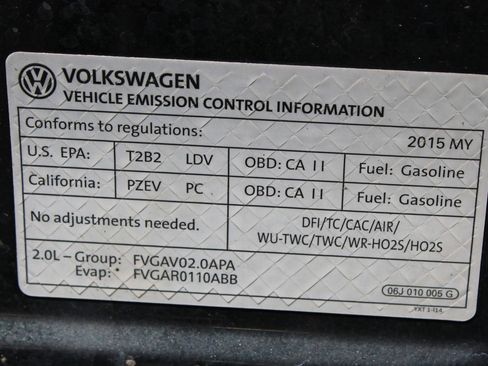 VOLKSWAGEN
VEHICLE EMISSION CONTROL INFORMATION
Conforms to regulations: 2015 MY
U.S. EPA: T2B2 LDV OBD: CA II Fuel: Gasoline
California: PZEV PC OBD: CA II Fuel: Gasoline
No adjustments needed. DFI/TC/CAC/AIR/
WU-TWC/TWC/WR-HO2S/HO2S
2.0L – Group: FVGAV02.0APA
Evap: FVGAR0110ABB
06J 010 005 G